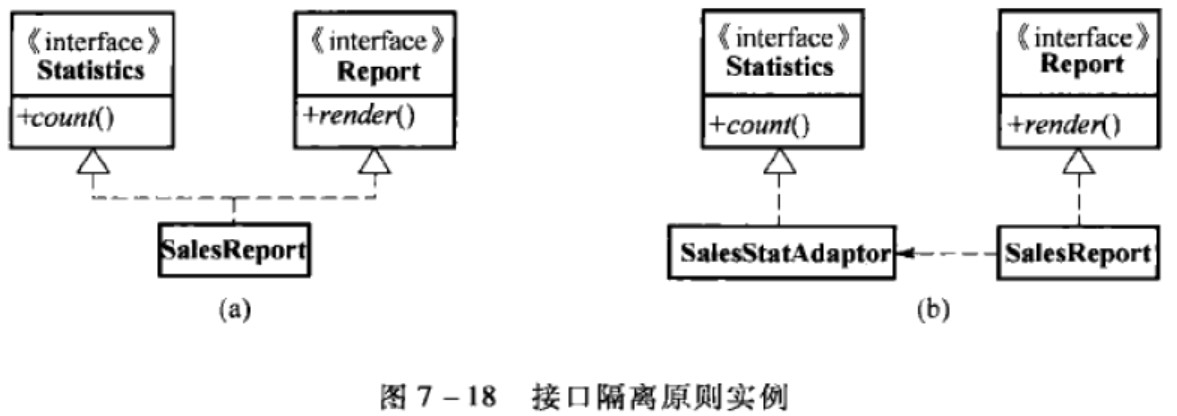 《interface》
Statistics
+count()
《interface》
Report
+render()
SalesReport
(a)
《interface》
Statistics
+count()
《interface》
Report
+render()
SalesStatAdaptor
SalesReport
(b)
图 7-18 接口隔离原则实例